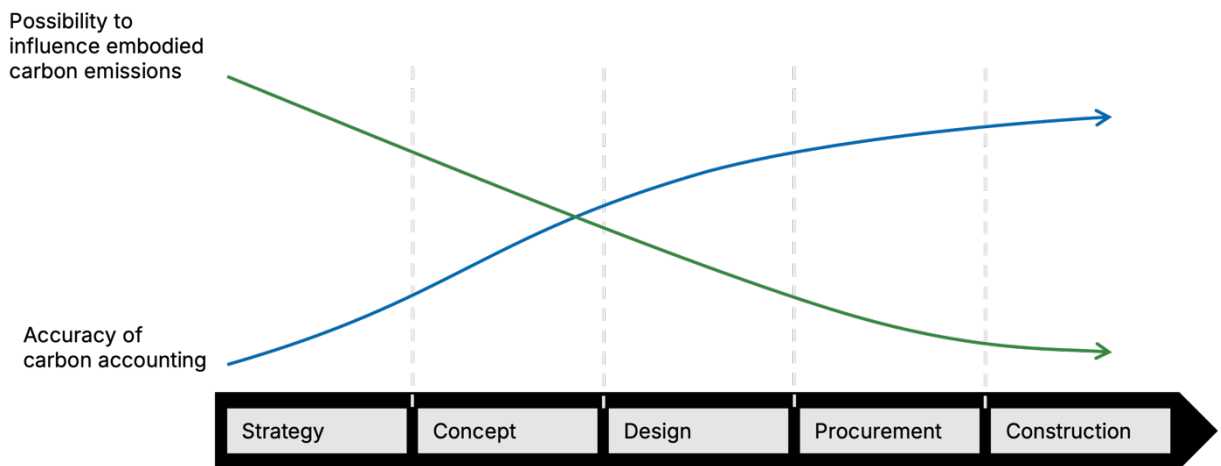 Possibility to
influence embodied
carbon emissions
Accuracy of
carbon accounting
Strategy
Concept
Design
Procurement
Construction